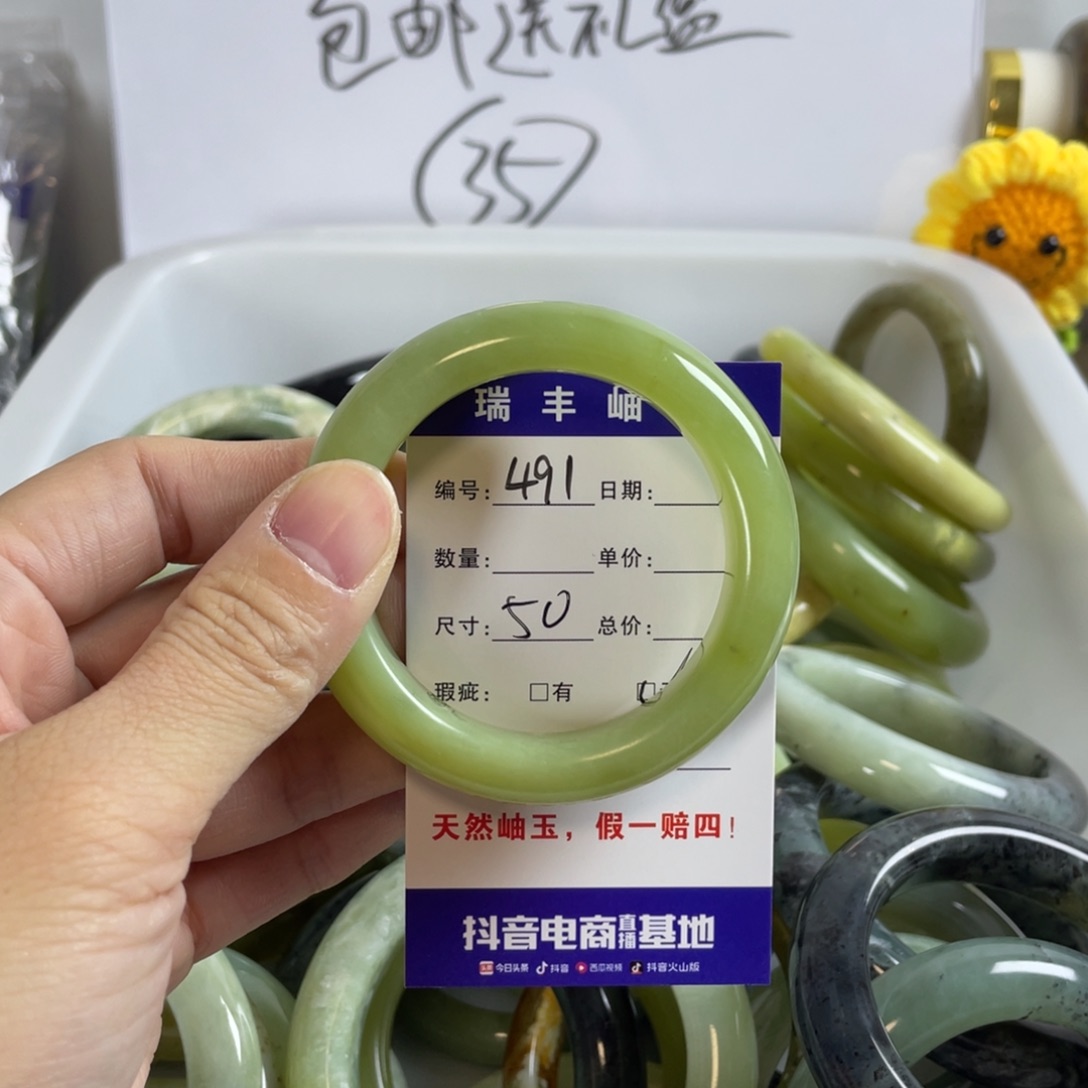 包邮送礼盒
(35)
瑞丰岫
编号: 491 日期:
数量: 单价:
尺寸: 50 总价:
瑕疵: □有 □
天然岫玉，假一赔四!
抖音电商直播基地
今日头条 抖音 西瓜视频 抖音火山版